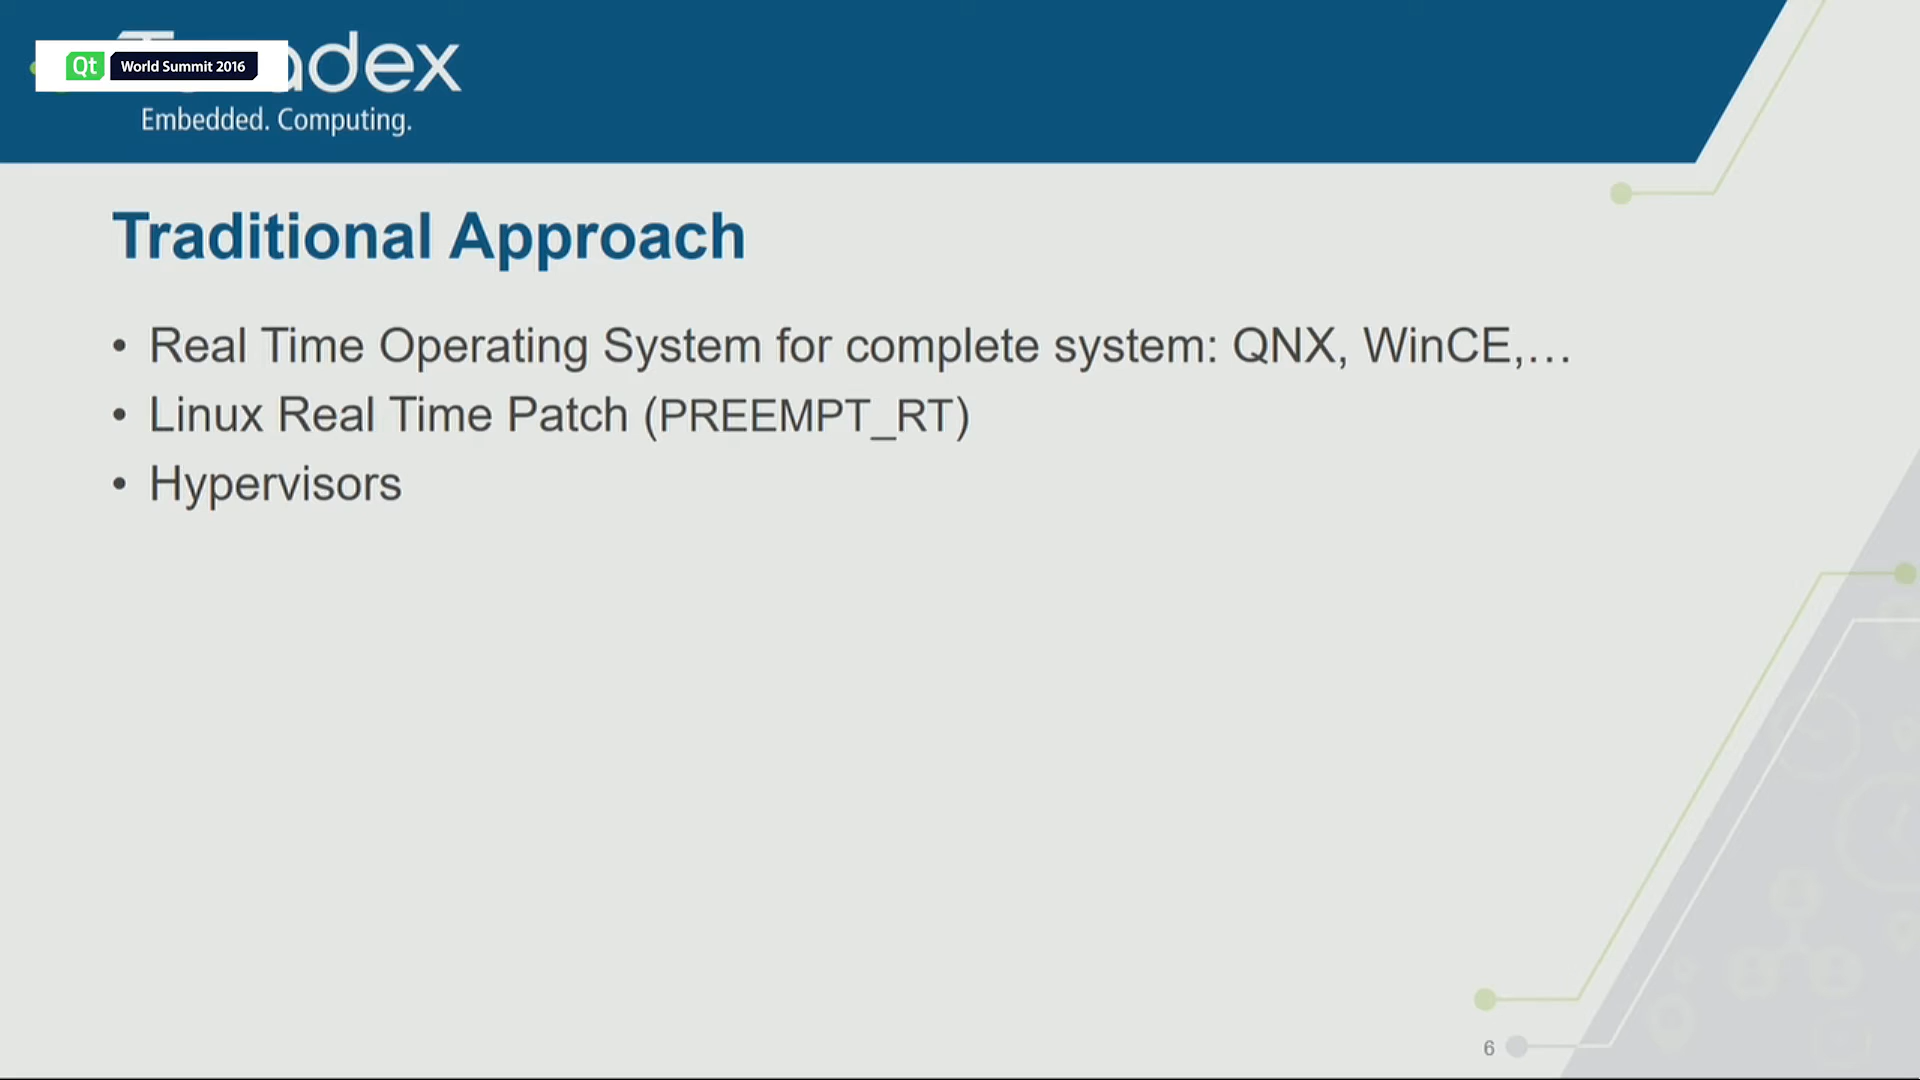 Qt World Summit 2016
adex
Embedded. Computing.
Traditional Approach
• Real Time Operating System for complete system: QNX, WinCE,…
• Linux Real Time Patch (PREEMPT_RT)
• Hypervisors
6